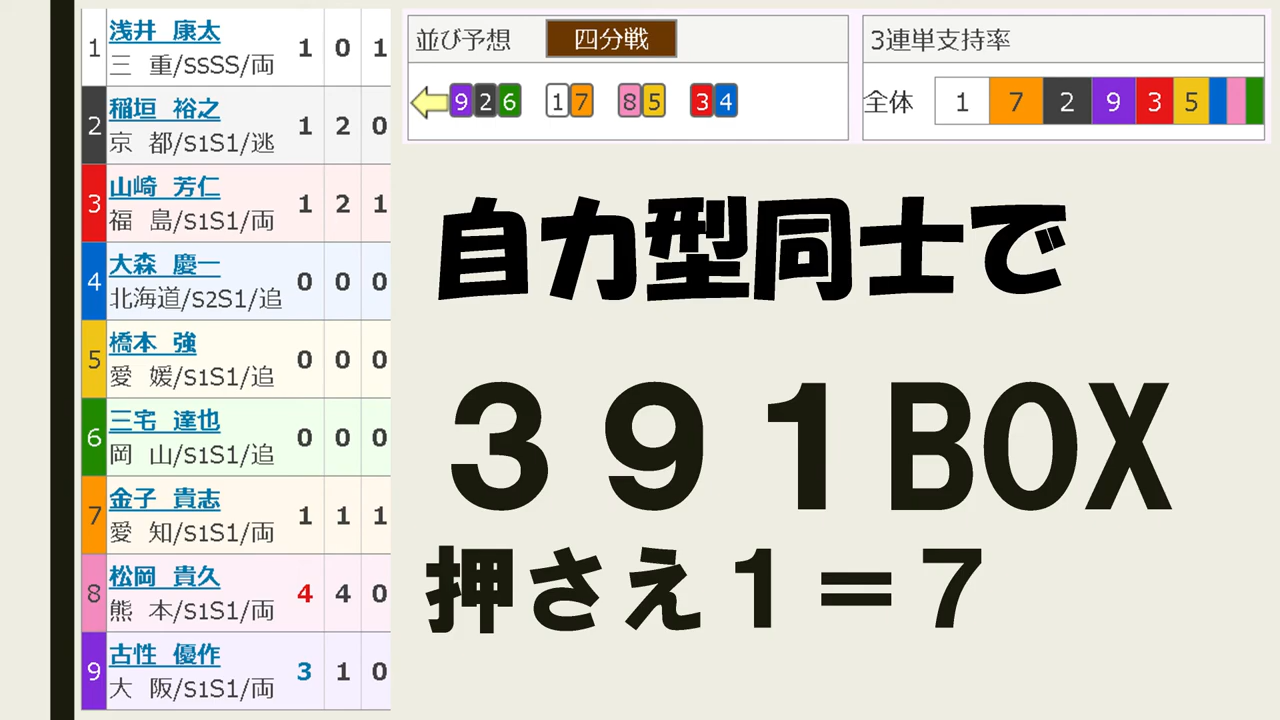 1 浅井 康太 1 0 1
三 重/SSSS/両
2 稲垣 裕之 1 2 0
京 都/S1S1/逃
3 山崎 芳仁 1 2 1
福 島/S1S1/両
4 大森 慶一 0 0 0
北海道/S2S1/追
5 橋本 強 0 0 0
愛 媛/S1S1/追
6 三宅 達也 0 0 0
岡 山/S1S1/追
7 金子 貴志 1 1 1
愛 知/S1S1/両
8 松岡 貴久 4 4 0
熊 本/S1S1/両
9 古性 優作 3 1 0
大 阪/S1S1/両
並び予想 四分戦
9 2 6 1 7 8 5 3 4
3連単支持率
全体 1 7 2 9 3 5
自力型同士で
３９１BOX
押さえ１＝７